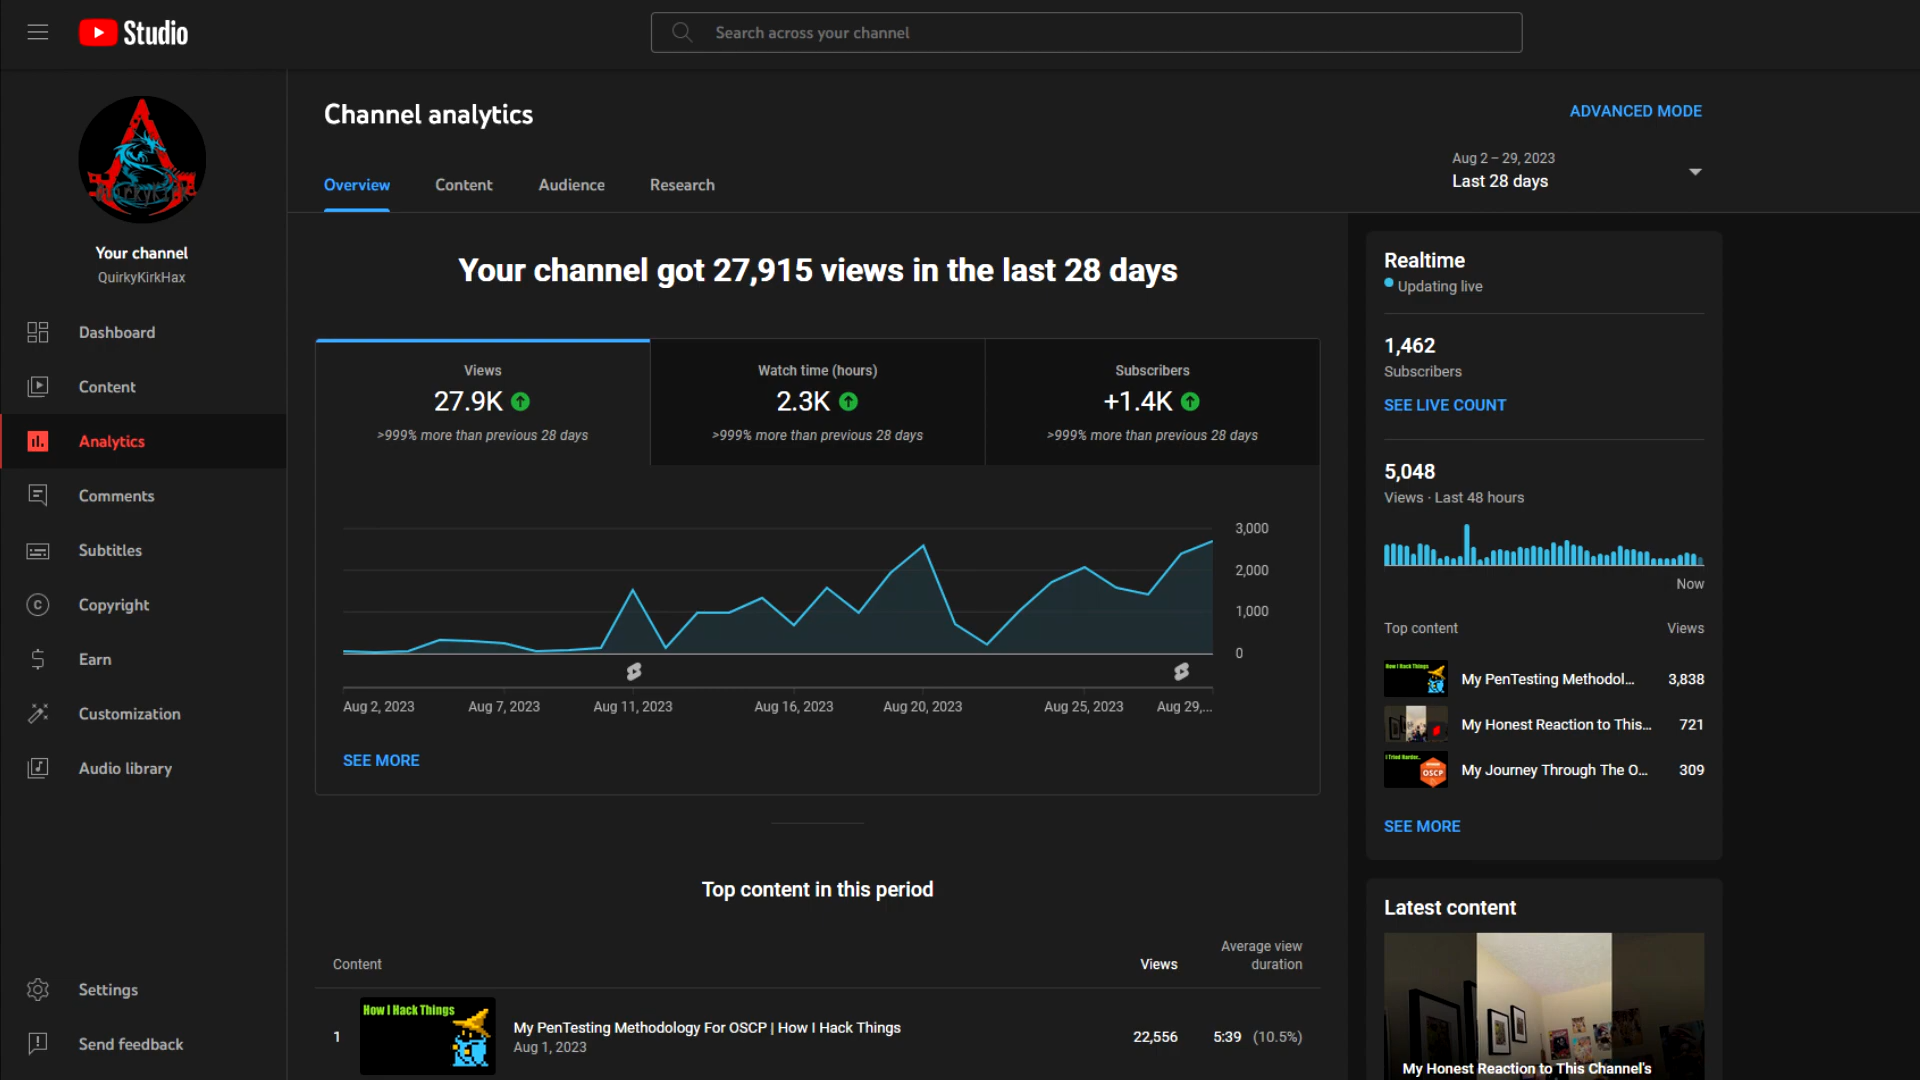 Studio
Search across your channel
Your channel
QuirkyKirkHax
Dashboard
Content
Analytics
Comments
Subtitles
Copyright
Earn
Customization
Audio library
Settings
Send feedback
Channel analytics
ADVANCED MODE
Overview
Content
Audience
Research
Aug 2 – 29, 2023
Last 28 days
Your channel got 27,915 views in the last 28 days
Views
27.9K
>999% more than previous 28 days
Watch time (hours)
2.3K
>999% more than previous 28 days
Subscribers
+1.4K
>999% more than previous 28 days
3,000
2,000
1,000
0
Aug 2, 2023
Aug 7, 2023
Aug 11, 2023
Aug 16, 2023
Aug 20, 2023
Aug 25, 2023
Aug 29,...
SEE MORE
Top content in this period
Content
Views
Average view
duration
1
How I Hack Things
My PenTesting Methodology For OSCP | How I Hack Things
Aug 1, 2023
22,556
5:39 (10.5%)
Realtime
Updating live
1,462
Subscribers
SEE LIVE COUNT
5,048
Views · Last 48 hours
Now
Top content
Views
How I Hack Things
My PenTesting Methodol...
3,838
My Honest Reaction to This...
721
I Tried Harder..
OSCP
My Journey Through The O...
309
SEE MORE
Latest content
My Honest Reaction to This Channel's